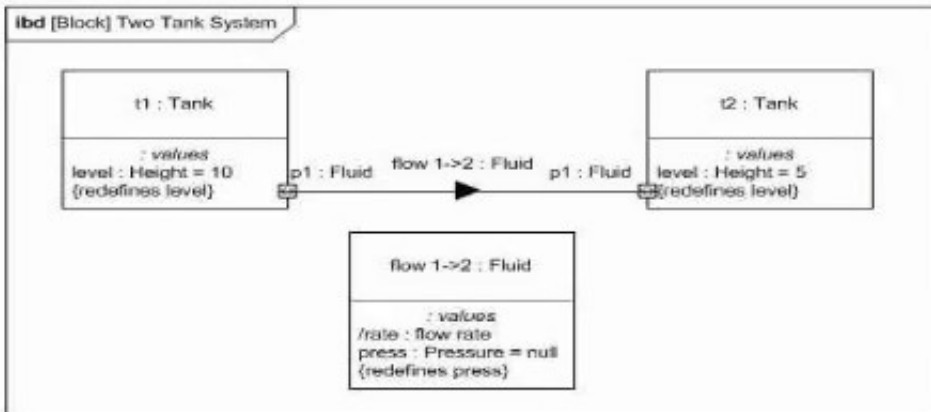 ibd [Block] Two Tank System
t1 : Tank
: values
level : Height = 10
{redefines level}
p1 : Fluid
flow 1->2 : Fluid
p1 : Fluid
t2 : Tank
: values
level : Height = 5
{redefines level}
flow 1->2 : Fluid
: values
/rate : flow rate
press : Pressure = null
{redefines press}